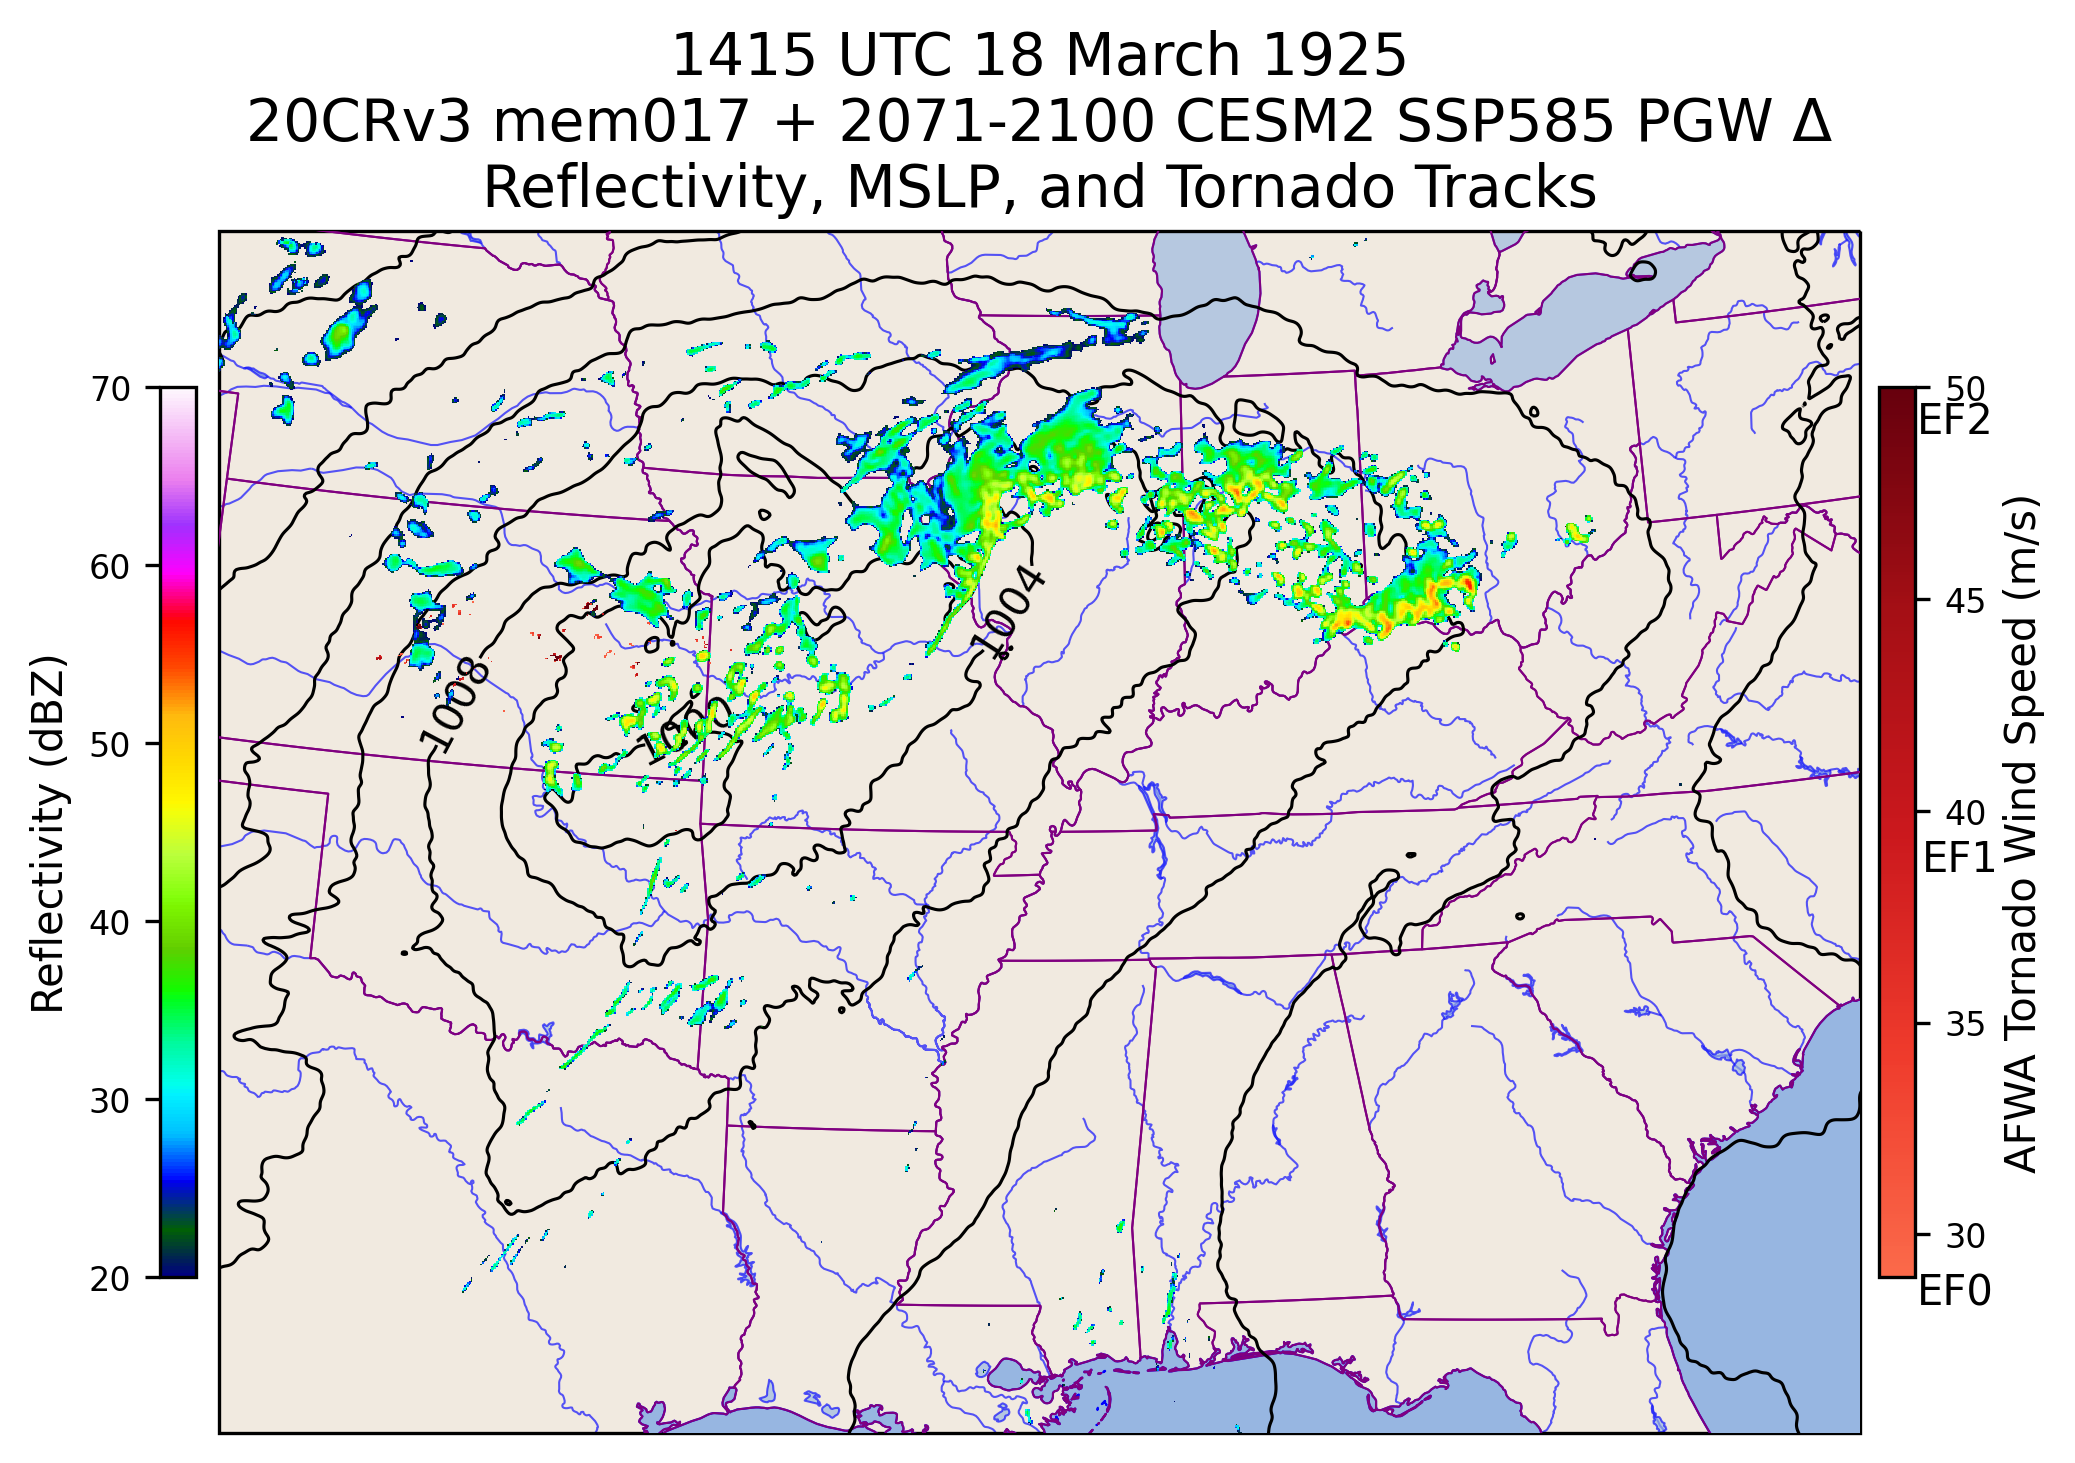 1415 UTC 18 March 1925
20CRv3 mem017 + 2071-2100 CESM2 SSP585 PGW Δ
Reflectivity, MSLP, and Tornado Tracks
Reflectivity (dBZ)
70
60
50
40
30
20
1004
1008
1000
50
EF2
45
40
EF1
35
30
EF0
AFWA Tornado Wind Speed (m/s)